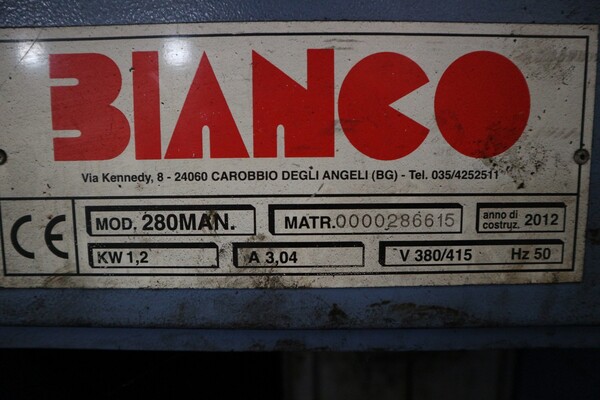 BIANCO
Via Kennedy, 8 - 24060 CAROBBIO DEGLI ANGELI (BG) - Tel. 035/4252511
CE
MOD. 280MAN.
MATR.0000286615
anno di costruz. 2012
KW 1,2
A 3,04
V 380/415 Hz 50